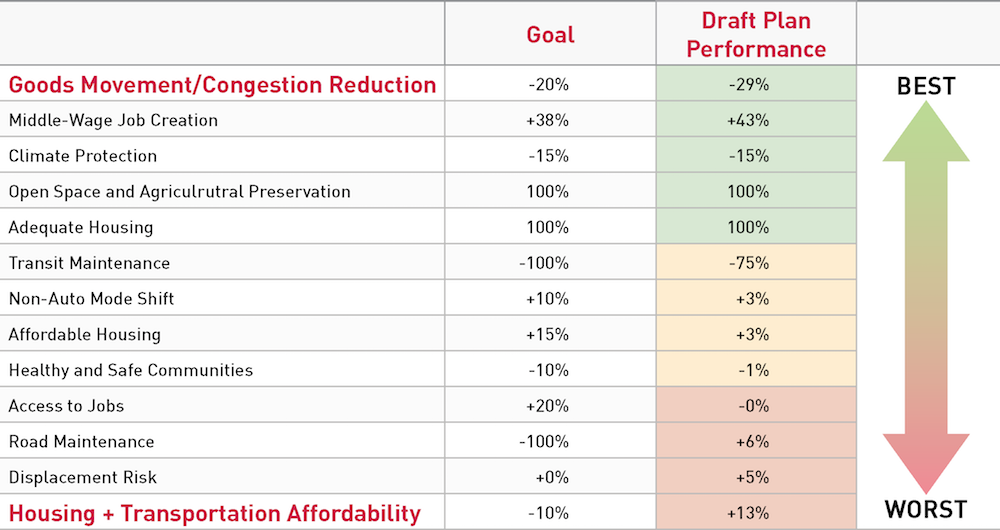 Goal Draft Plan
Performance
Goods Movement/Congestion Reduction -20% -29% BEST
Middle-Wage Job Creation +38% +43%
Climate Protection -15% -15%
Open Space and Agriculrutral Preservation 100% 100%
Adequate Housing 100% 100%
Transit Maintenance -100% -75%
Non-Auto Mode Shift +10% +3%
Affordable Housing +15% +3%
Healthy and Safe Communities -10% -1%
Access to Jobs +20% -0%
Road Maintenance -100% +6%
Displacement Risk +0% +5%
Housing + Transportation Affordability -10% +13% WORST